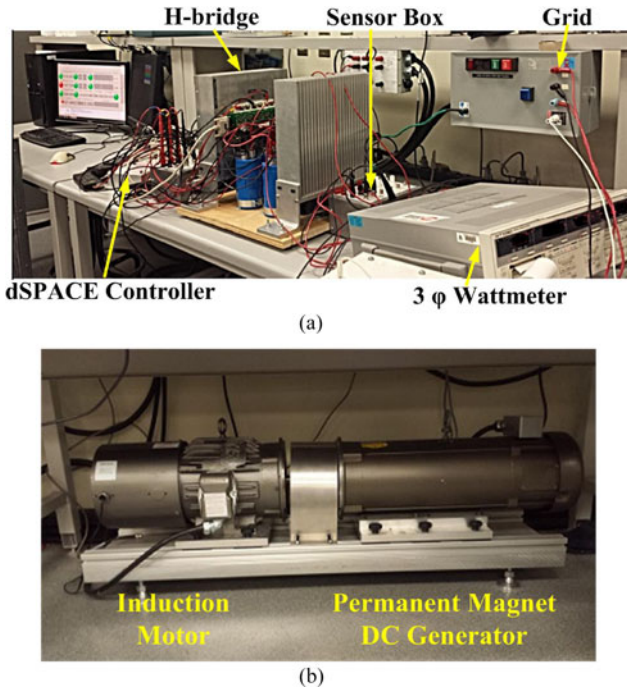 H-bridge Sensor Box Grid
dSPACE Controller 3 φ Wattmeter
(a)
Induction Permanent Magnet
Motor DC Generator
(b)